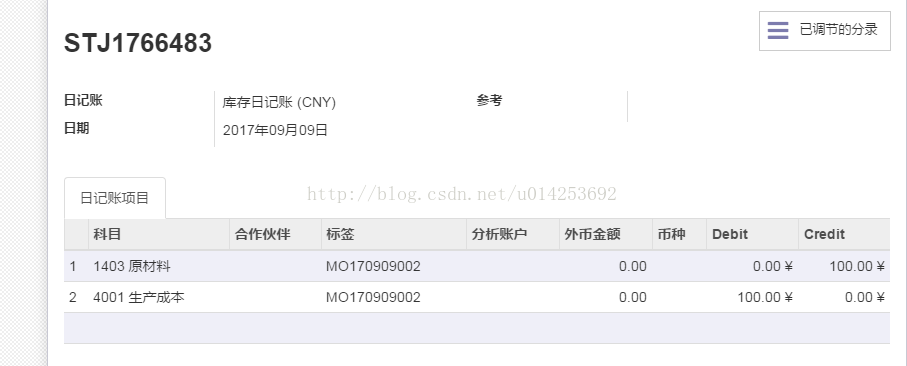 已调节的分录
STJ1766483
日记账 库存日记账 (CNY) 参考
日期 2017年09月09日
日记账项目
http://blog.csdn.net/u014253692
科目 合作伙伴 标签 分析账户 外币金额 币种 Debit Credit
1 1403 原材料 MO170909002 0.00 0.00 ¥ 100.00 ¥
2 4001 生产成本 MO170909002 0.00 100.00 ¥ 0.00 ¥